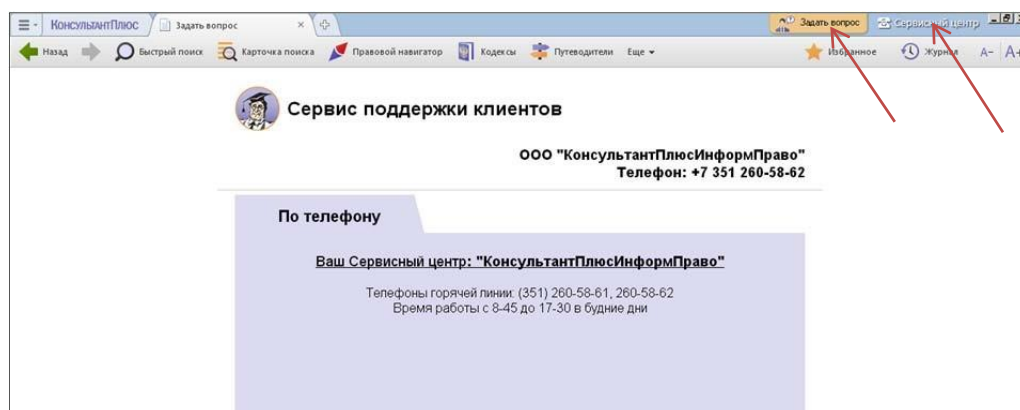 КонсультантПлюс Задать вопрос × Задать вопрос Сервисный центр
Назад Быстрый поиск Карточка поиска Правовой навигатор Кодексы Путеводители Еще Избранное Журнал А- А+
Сервис поддержки клиентов
ООО "КонсультантПлюсИнформПраво"
Телефон: +7 351 260-58-62
По телефону
Ваш Сервисный центр: "КонсультантПлюсИнформПраво"
Телефоны горячей линии: (351) 260-58-61, 260-58-62
Время работы с 8-45 до 17-30 в будние дни